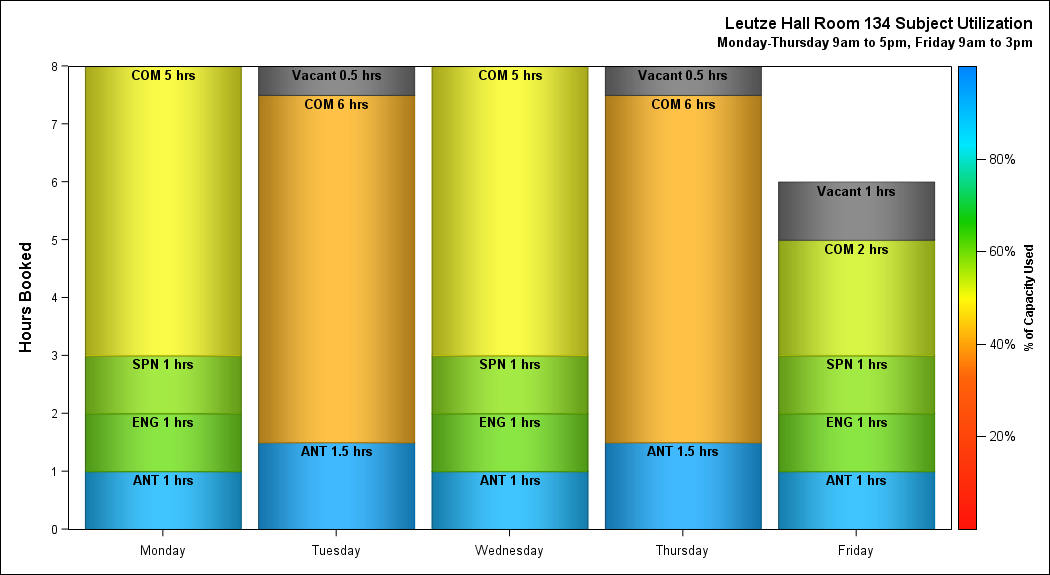 Leutze Hall Room 134 Subject Utilization
Monday-Thursday 9am to 5pm, Friday 9am to 3pm
Hours Booked
8
7
6
5
4
3
2
1
0
COM 5 hrs
SPN 1 hrs
ENG 1 hrs
ANT 1 hrs
Monday
Vacant 0.5 hrs
COM 6 hrs
ANT 1.5 hrs
Tuesday
COM 5 hrs
SPN 1 hrs
ENG 1 hrs
ANT 1 hrs
Wednesday
Vacant 0.5 hrs
COM 6 hrs
ANT 1.5 hrs
Thursday
Vacant 1 hrs
COM 2 hrs
SPN 1 hrs
ENG 1 hrs
ANT 1 hrs
Friday
80%
60%
40%
20%
% of Capacity Used